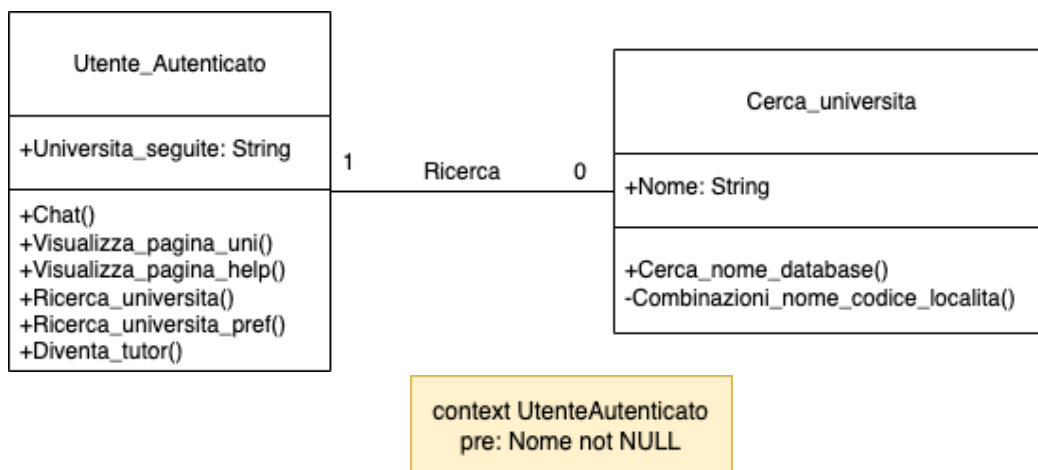 Utente_Autenticato
+Universita_seguite: String
+Chat()
+Visualizza_pagina_uni()
+Visualizza_pagina_help()
+Ricerca_universita()
+Ricerca_universita_pref()
+Diventa_tutor()
1
Ricerca
0
Cerca_universita
+Nome: String
+Cerca_nome_database()
-Combinazioni_nome_codice_localita()
context UtenteAutenticato
pre: Nome not NULL